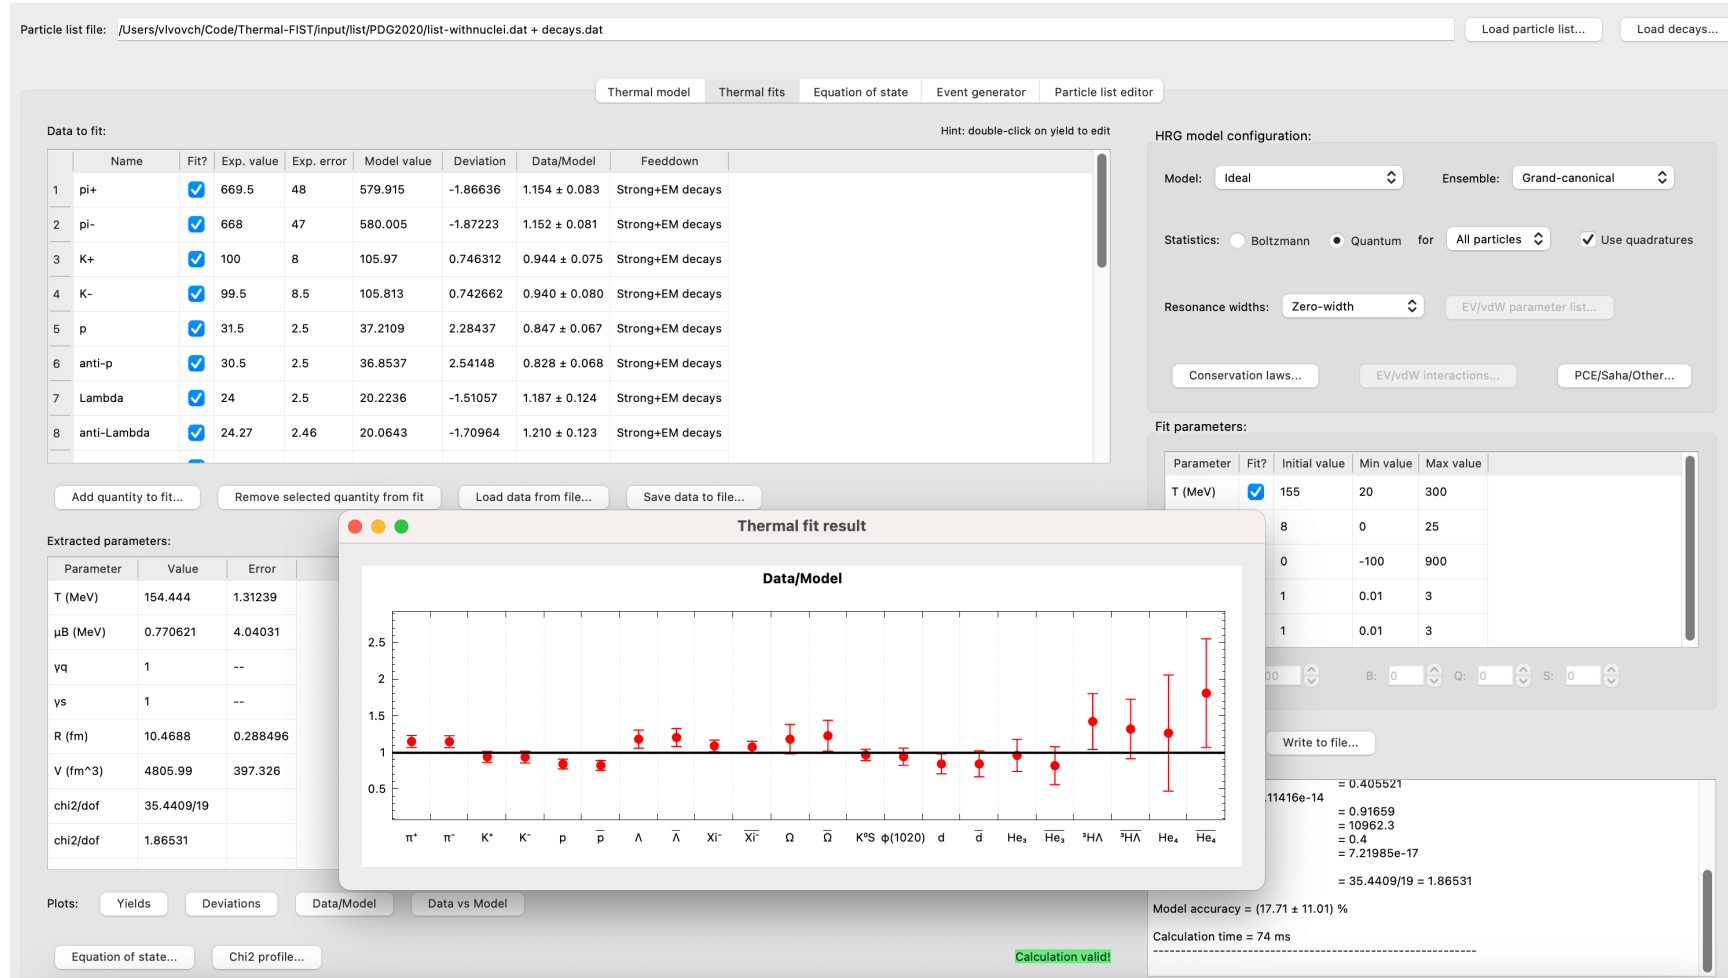 Particle list file: /Users/vlvovch/Code/Thermal-FIST/input/list/PDG2020/list-withnuclei.dat + decays.dat Load particle list... Load decays...
Thermal model Thermal fits Equation of state Event generator Particle list editor
Data to fit: Hint: double-click on yield to edit
Name Fit? Exp. value Exp. error Model value Deviation Data/Model Feeddown
1 pi+ 669.5 48 579.915 -1.86636 1.154 ± 0.083 Strong+EM decays
2 pi- 668 47 580.005 -1.87223 1.152 ± 0.081 Strong+EM decays
3 K+ 100 8 105.97 0.746312 0.944 ± 0.075 Strong+EM decays
4 K- 99.5 8.5 105.813 0.742662 0.940 ± 0.080 Strong+EM decays
5 p 31.5 2.5 37.2109 2.28437 0.847 ± 0.067 Strong+EM decays
6 anti-p 30.5 2.5 36.8537 2.54148 0.828 ± 0.068 Strong+EM decays
7 Lambda 24 2.5 20.2236 -1.51057 1.187 ± 0.124 Strong+EM decays
8 anti-Lambda 24.27 2.46 20.0643 -1.70964 1.210 ± 0.123 Strong+EM decays
Add quantity to fit... Remove selected quantity from fit Load data from file... Save data to file...
HRG model configuration:
Model: Ideal Ensemble: Grand-canonical
Statistics: Boltzmann Quantum for All particles Use quadratures
Resonance widths: Zero-width EV/vdW parameter list...
Conservation laws... EV/vdW interactions... PCE/Saha/Other...
Fit parameters:
Parameter Fit? Initial value Min value Max value
T (MeV) 155 20 300
8 0 25
0 -100 900
1 0.01 3
1 0.01 3
00 B: 0 Q: 0 S: 0
Extracted parameters:
Parameter Value Error
T (MeV) 154.444 1.31239
μB (MeV) 0.770621 4.04031
γq 1 --
γs 1 --
R (fm) 10.4688 0.288496
V (fm^3) 4805.99 397.326
chi2/dof 35.4409/19
chi2/dof 1.86531
Thermal fit result
Data/Model
2.5
2
1.5
1
0.5
π⁺ π⁻ K⁺ K⁻ p p̅ Λ Λ̅ Xi⁻ X̅i̅⁻ Ω Ω̅ K⁰S ϕ(1020) d d̅ He₃ H̅e̅₃ ³HΛ ³̅H̅Λ̅ He₄ H̅e̅₄
Write to file...
= 0.405521
.11416e-14
= 0.91659
= 10962.3
= 0.4
= 7.21985e-17
= 35.4409/19 = 1.86531
Model accuracy = (17.71 ± 11.01) %
Calculation time = 74 ms
----------------------------------------------------
Plots: Yields Deviations Data/Model Data vs Model
Equation of state... Chi2 profile... Calculation valid!